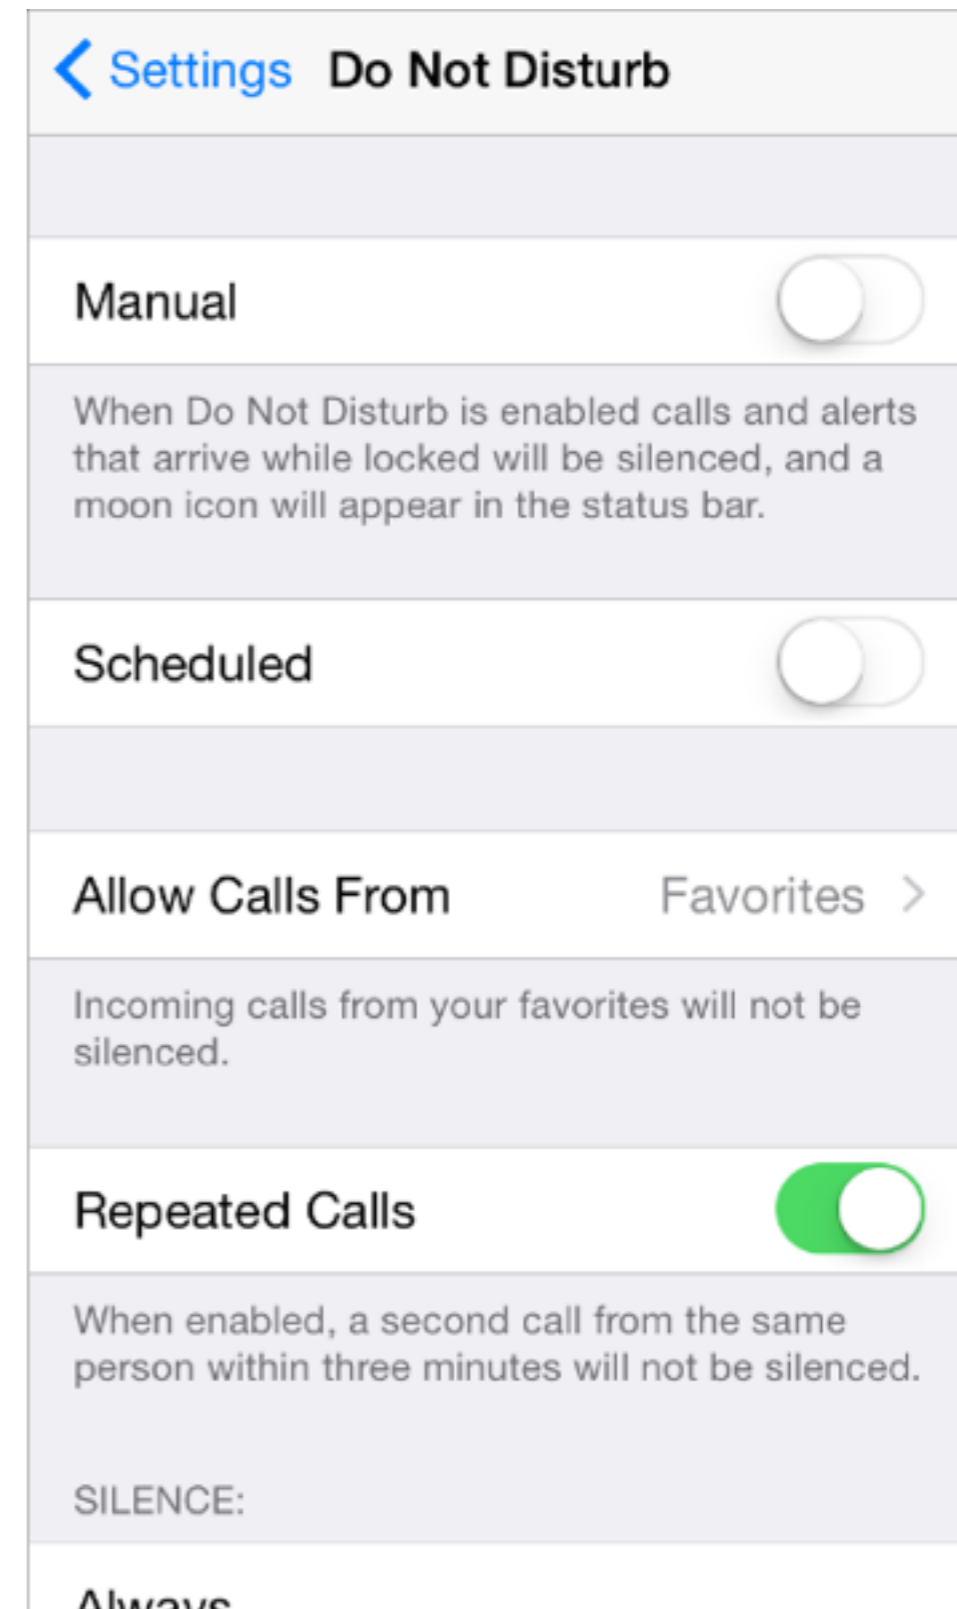 Settings Do Not Disturb
Manual
When Do Not Disturb is enabled calls and alerts
that arrive while locked will be silenced, and a
moon icon will appear in the status bar.
Scheduled
Allow Calls From Favorites
Incoming calls from your favorites will not be
silenced.
Repeated Calls
When enabled, a second call from the same
person within three minutes will not be silenced.
SILENCE:
Always